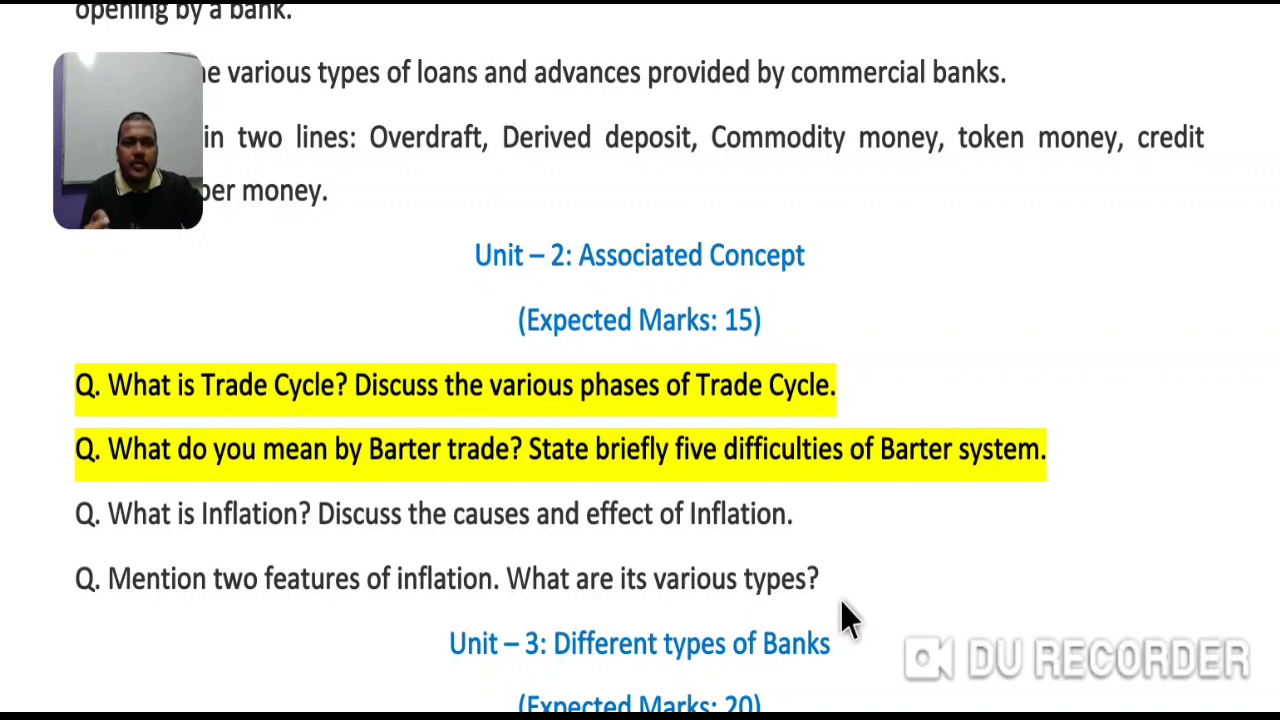 opening by a bank.
e various types of loans and advances provided by commercial banks.
in two lines: Overdraft, Derived deposit, Commodity money, token money, credit
per money.
Unit – 2: Associated Concept
(Expected Marks: 15)
Q. What is Trade Cycle? Discuss the various phases of Trade Cycle.
Q. What do you mean by Barter trade? State briefly five difficulties of Barter system.
Q. What is Inflation? Discuss the causes and effect of Inflation.
Q. Mention two features of inflation. What are its various types?
Unit – 3: Different types of Banks
DU RECORDER
(Expected Marks: 20)